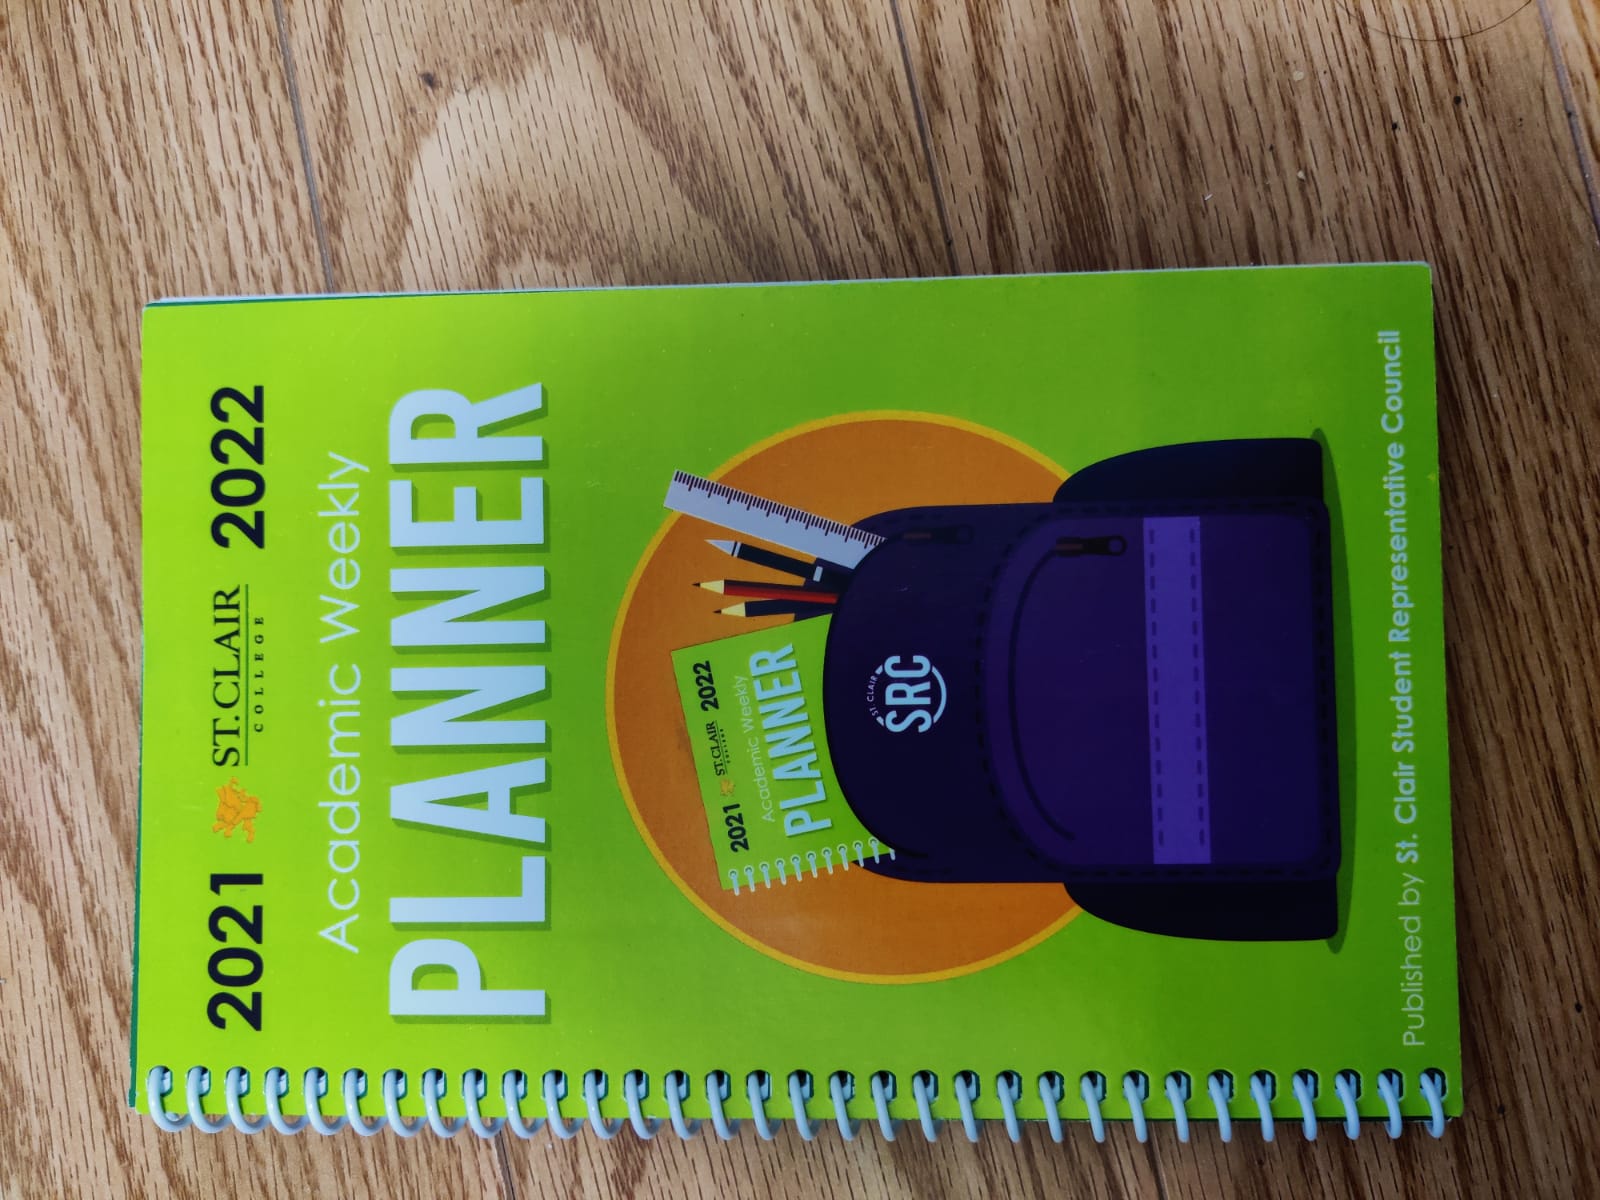 2021 ST.CLAIR COLLEGE 2022
Academic Weekly
PLANNER
2021 ST.CLAIR COLLEGE 2022
Academic Weekly
PLANNER
ST. CLAIR
SRC
Published by St. Clair Student Representative Council